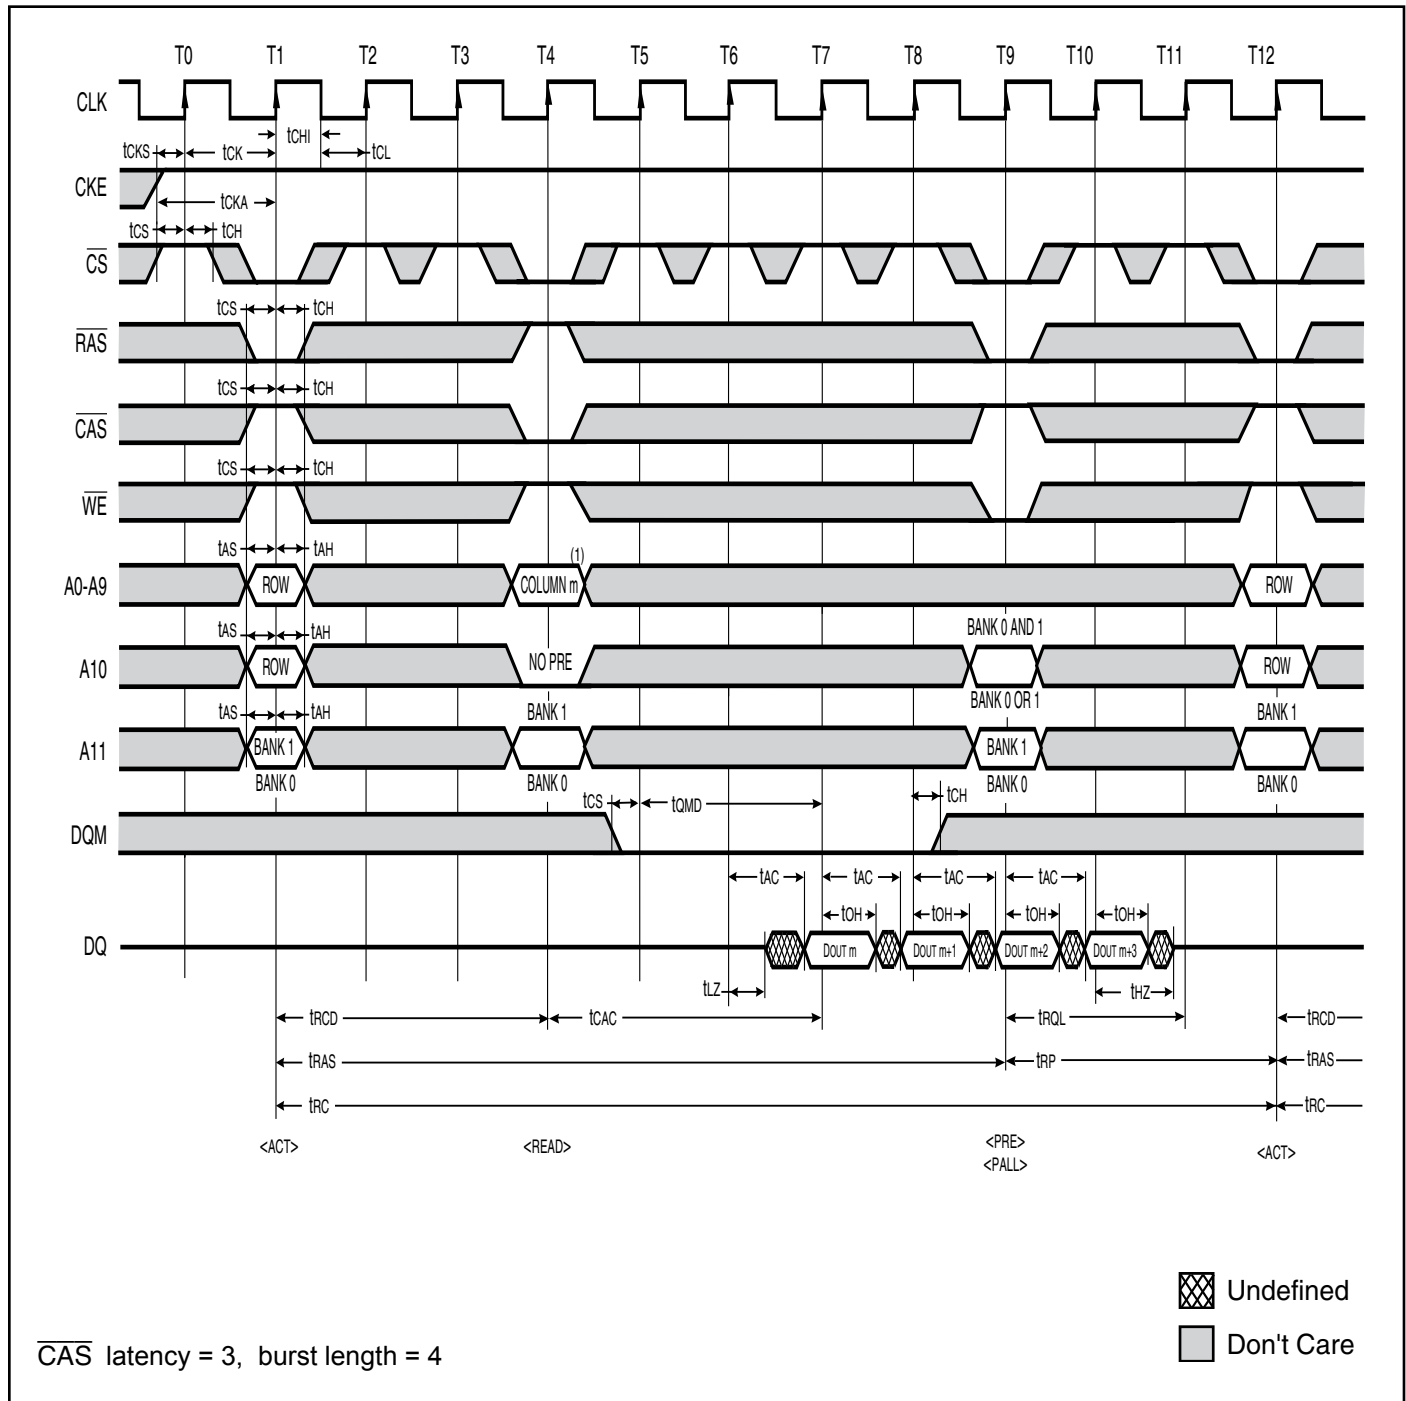 T0 T1 T2 T3 T4 T5 T6 T7 T8 T9 T10 T11 T12
CLK
tCHI
tCKS tCK tCL
CKE
tCKA
tCS tCH
CS
tCS tCH
RAS
tCS tCH
CAS
tCS tCH
WE
tAS tAH (1)
A0-A9 ROW COLUMN m ROW
tAS tAH BANK 0 AND 1
A10 ROW NO PRE ROW
BANK 0 OR 1
tAS tAH BANK 1 BANK 1
A11 BANK 1 BANK 1
BANK 0 BANK 0 BANK 0 BANK 0
tCS tQMD tCH
DQM
tAC tAC tAC tAC
tOH tOH tOH tOH
DQ DOUT m DOUT m+1 DOUT m+2 DOUT m+3
tLZ tHZ
tRCD tCAC tRQL tRCD
tRAS tRP tRAS
tRC tRC
<ACT> <READ> <PRE> <ACT>
<PALL>
Undefined
Don't Care
CAS latency = 3, burst length = 4